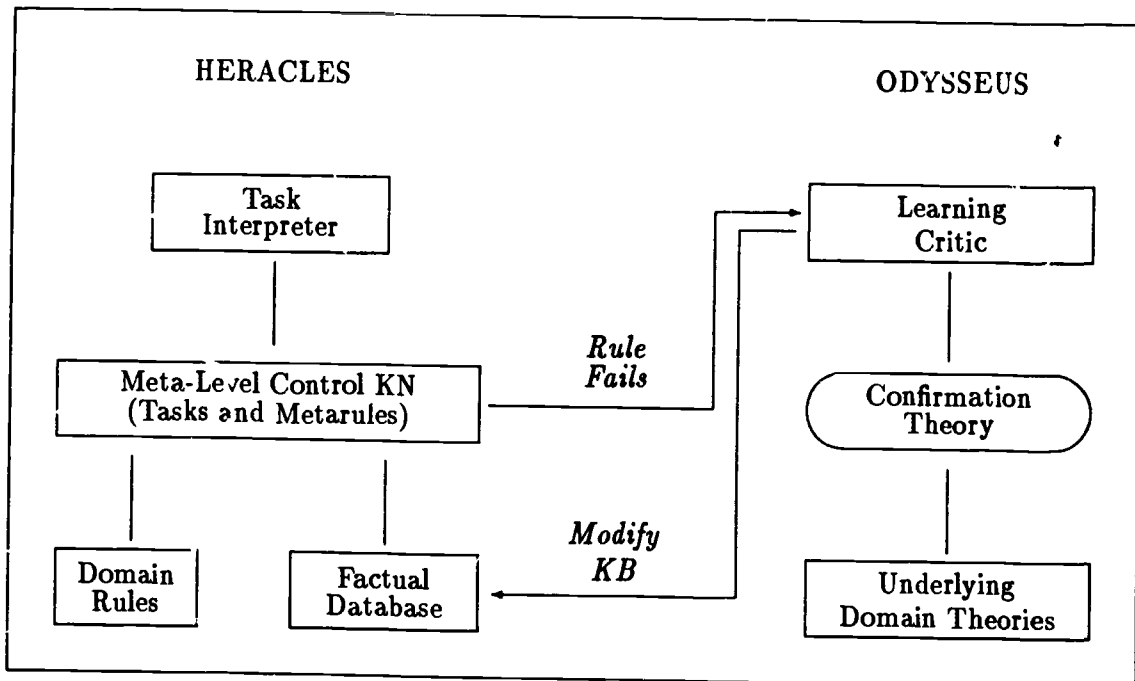 HERACLES
ODYSSEUS
Task
Interpreter
Learning
Critic
Rule
Fails
Meta-Level Control KN
(Tasks and Metarules)
Confirmation
Theory
Modify
KB
Domain
Rules
Factual
Database
Underlying
Domain Theories